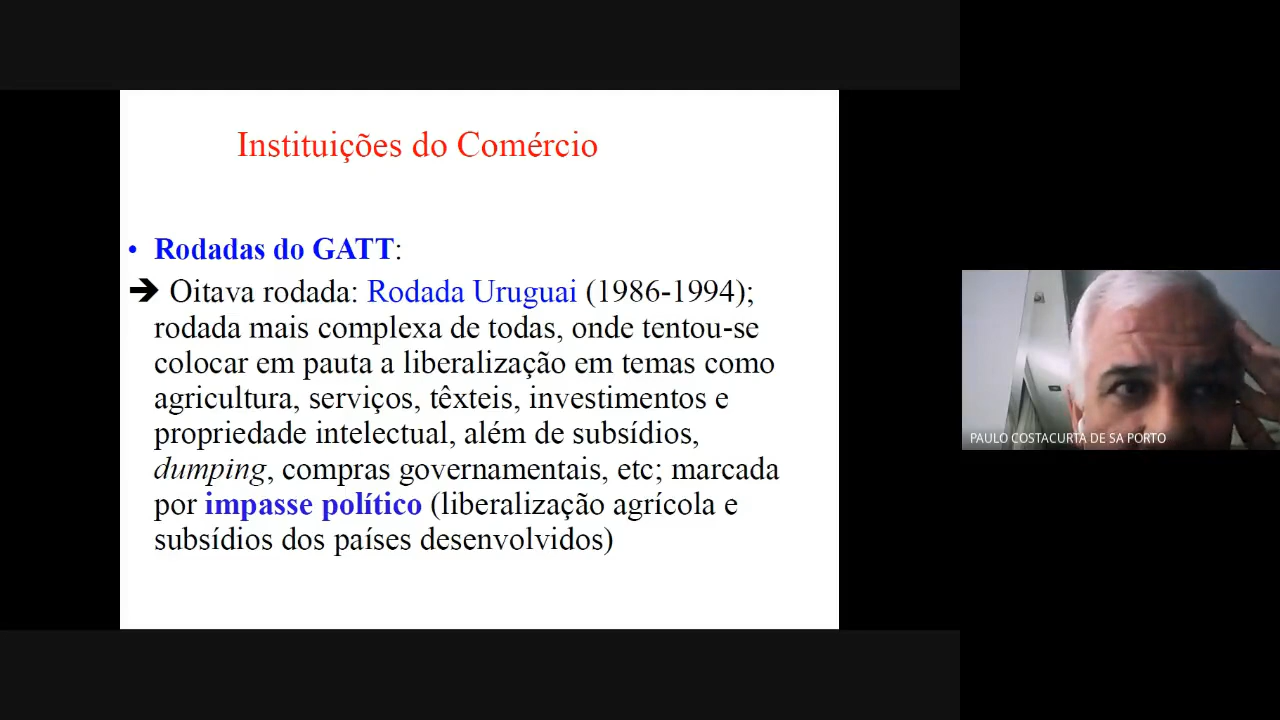 Instituições do Comércio
• Rodadas do GATT:
➔ Oitava rodada: Rodada Uruguai (1986-1994);
rodada mais complexa de todas, onde tentou-se
colocar em pauta a liberalização em temas como
agricultura, serviços, têxteis, investimentos e
propriedade intelectual, além de subsídios,
dumping, compras governamentais, etc; marcada
por impasse político (liberalização agrícola e
subsídios dos países desenvolvidos)
PAULO COSTACURTA DE SA PORTO